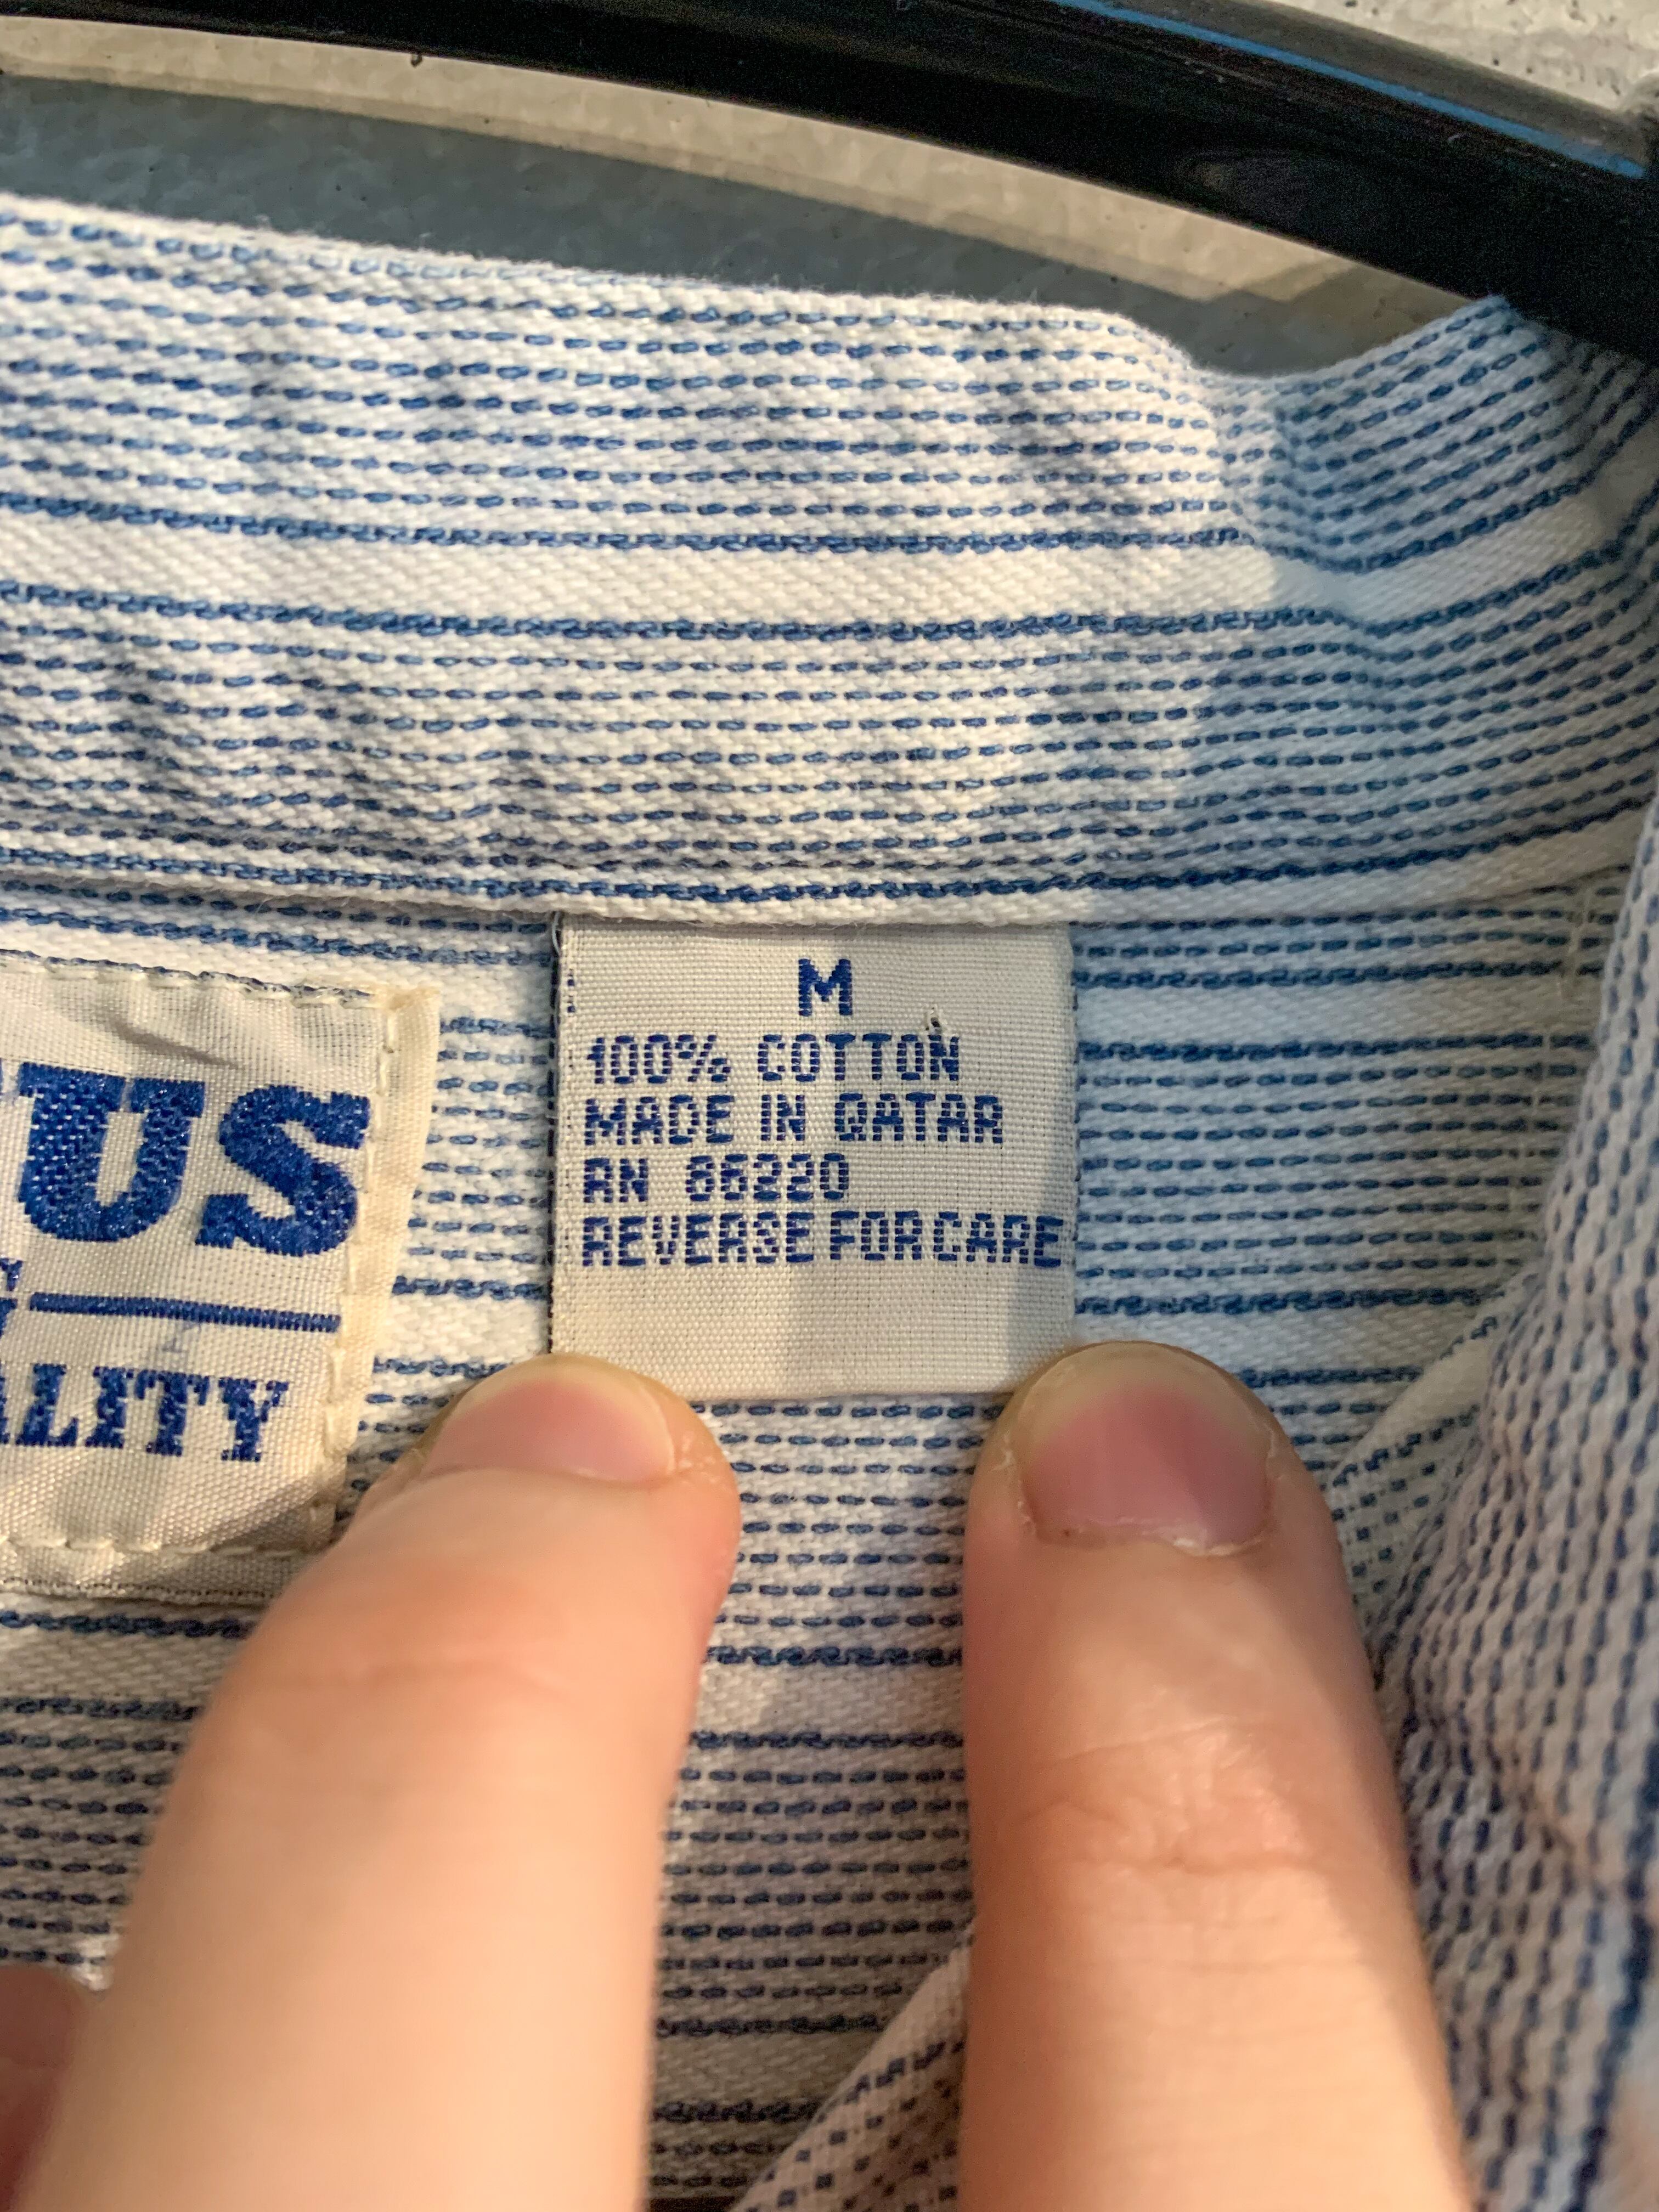 US
ALITY
M
100% COTTON
MADE IN QATAR
RN 86220
REVERSE FOR CARE